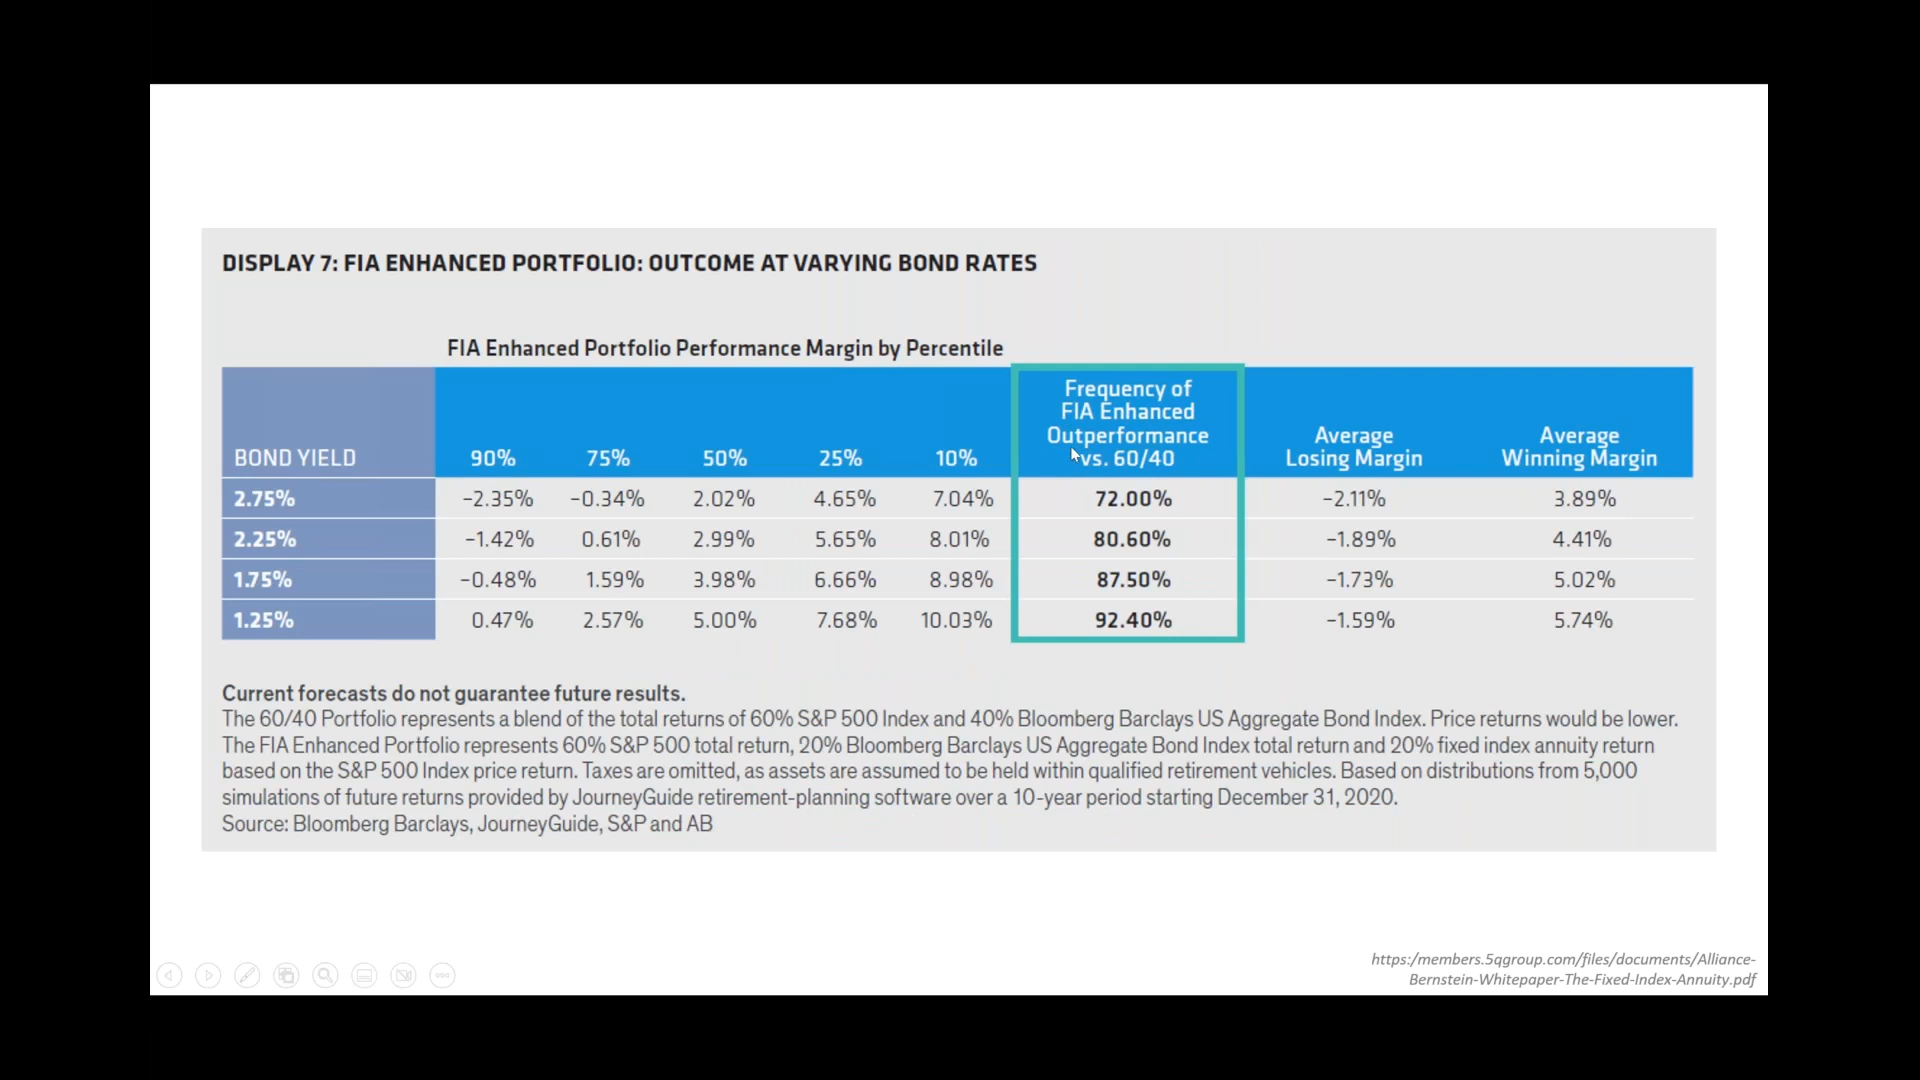 DISPLAY 7: FIA ENHANCED PORTFOLIO: OUTCOME AT VARYING BOND RATES
FIA Enhanced Portfolio Performance Margin by Percentile
BOND YIELD 90% 75% 50% 25% 10% Frequency of FIA Enhanced Outperformance vs. 60/40 Average Losing Margin Average Winning Margin
2.75% −2.35% −0.34% 2.02% 4.65% 7.04% 72.00% −2.11% 3.89%
2.25% −1.42% 0.61% 2.99% 5.65% 8.01% 80.60% −1.89% 4.41%
1.75% −0.48% 1.59% 3.98% 6.66% 8.98% 87.50% −1.73% 5.02%
1.25% 0.47% 2.57% 5.00% 7.68% 10.03% 92.40% −1.59% 5.74%
Current forecasts do not guarantee future results.
The 60/40 Portfolio represents a blend of the total returns of 60% S&P 500 Index and 40% Bloomberg Barclays US Aggregate Bond Index. Price returns would be lower.
The FIA Enhanced Portfolio represents 60% S&P 500 total return, 20% Bloomberg Barclays US Aggregate Bond Index total return and 20% fixed index annuity return
based on the S&P 500 Index price return. Taxes are omitted, as assets are assumed to be held within qualified retirement vehicles. Based on distributions from 5,000
simulations of future returns provided by JourneyGuide retirement-planning software over a 10-year period starting December 31, 2020.
Source: Bloomberg Barclays, JourneyGuide, S&P and AB
https:/members.5qgroup.com/files/documents/Alliance-
Bernstein-Whitepaper-The-Fixed-Index-Annuity.pdf